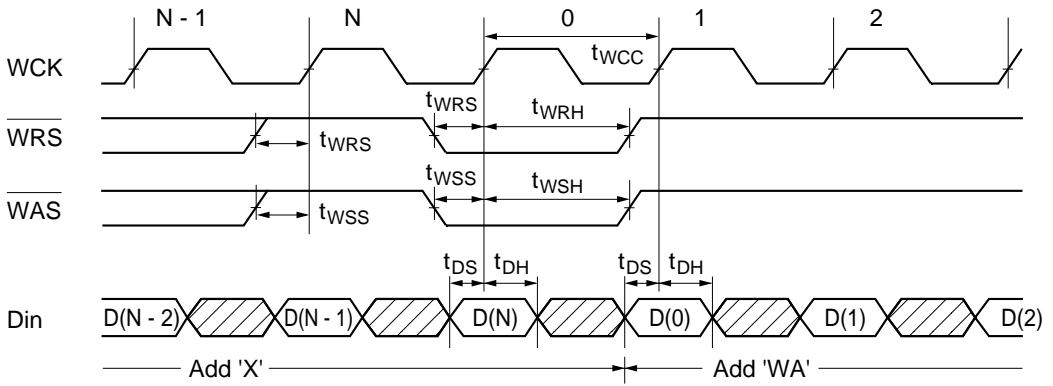 N - 1 N 0 1 2
WCK
tWCC
tWRS tWRH
WRS
tWRS
tWSS tWSH
WAS
tWSS
tDS tDH tDS tDH
Din D(N - 2) D(N - 1) D(N) D(0) D(1) D(2)
Add 'X' Add 'WA'